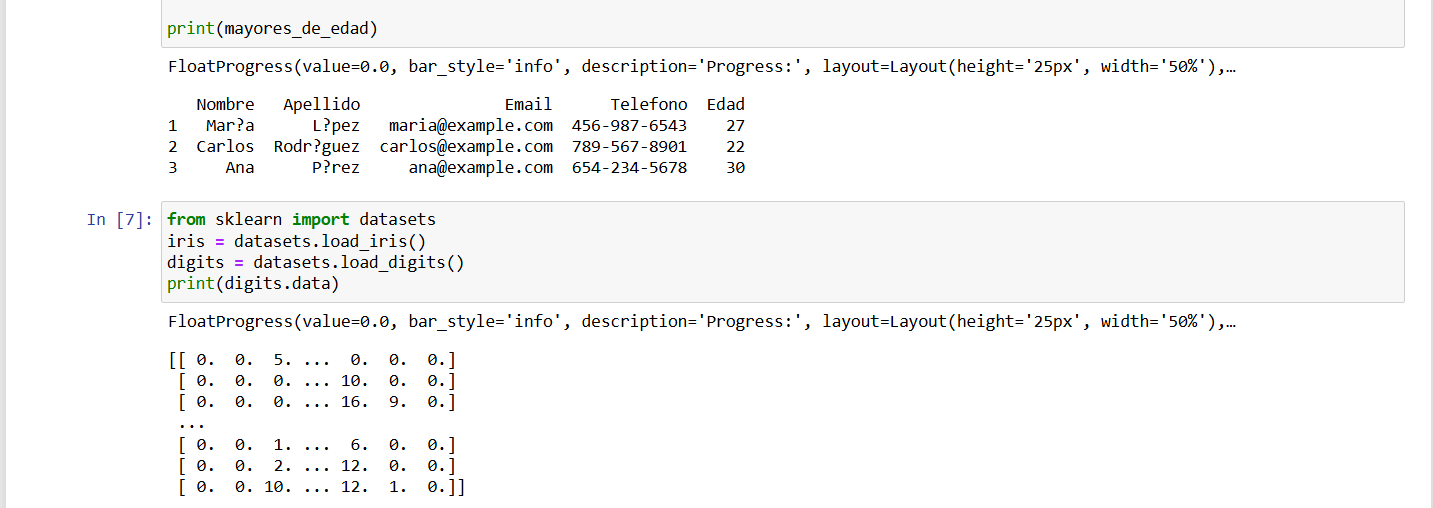 print(mayores_de_edad)
FloatProgress(value=0.0, bar_style='info', description='Progress:', layout=Layout(height='25px', width='50%'),…
   Nombre   Apellido               Email      Telefono  Edad
1   Mar?a      L?pez   maria@example.com  456-987-6543    27
2  Carlos  Rodr?guez  carlos@example.com  789-567-8901    22
3     Ana      P?rez     ana@example.com  654-234-5678    30
In [7]: from sklearn import datasets
iris = datasets.load_iris()
digits = datasets.load_digits()
print(digits.data)
FloatProgress(value=0.0, bar_style='info', description='Progress:', layout=Layout(height='25px', width='50%'),…
[[ 0.  0.  5. ...  0.  0.  0.]
 [ 0.  0.  0. ... 10.  0.  0.]
 [ 0.  0.  0. ... 16.  9.  0.]
 ...
 [ 0.  0.  1. ...  6.  0.  0.]
 [ 0.  0.  2. ... 12.  0.  0.]
 [ 0.  0. 10. ... 12.  1.  0.]]